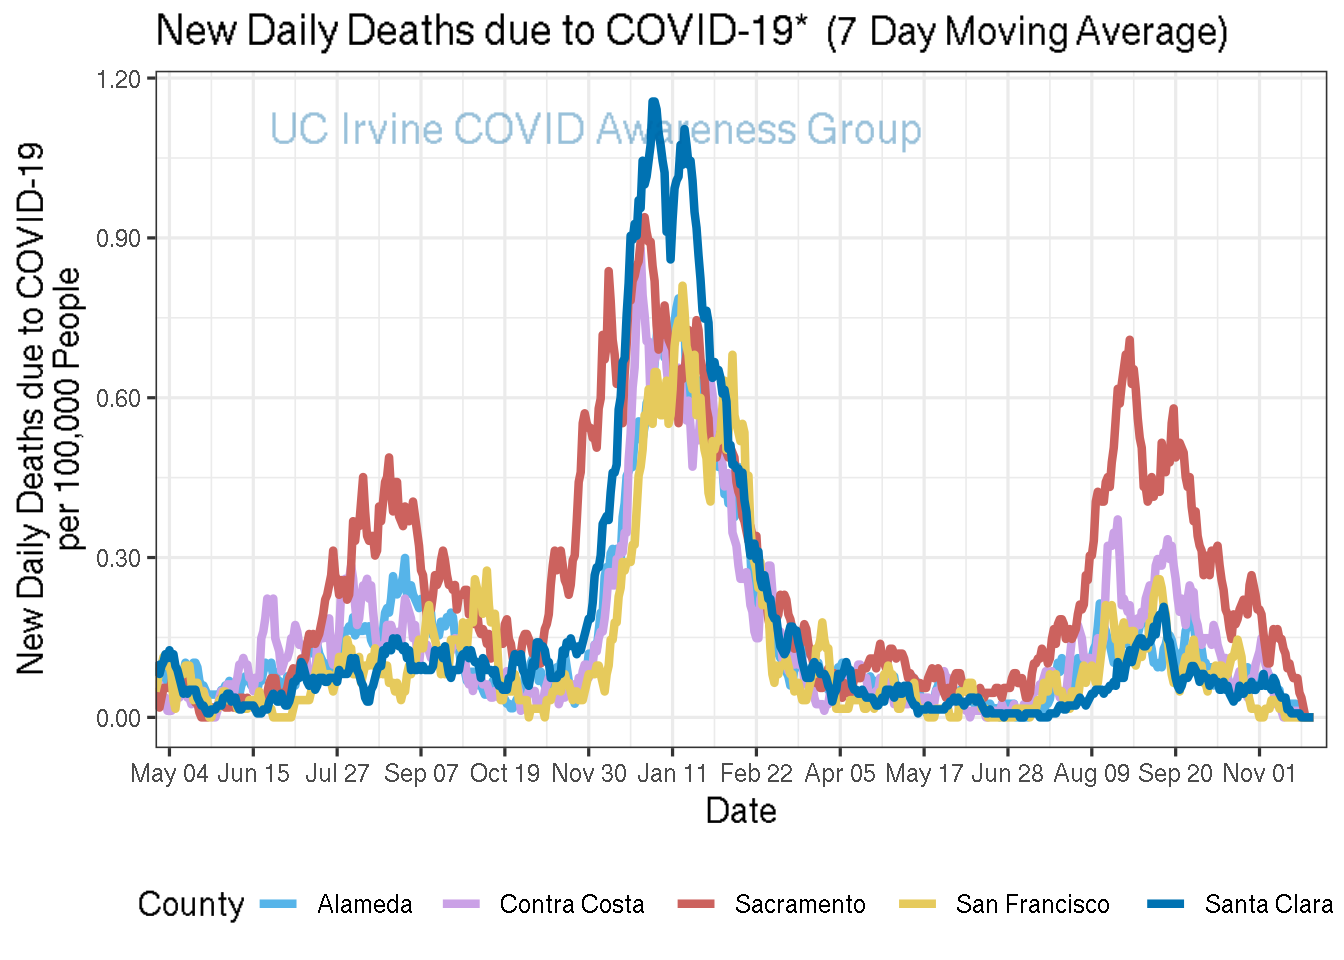 New Daily Deaths due to COVID-19* (7 Day Moving Average)
UC Irvine COVID Awareness Group
New Daily Deaths due to COVID-19
per 100,000 People
1.20
0.90
0.60
0.30
0.00
May 04 Jun 15 Jul 27 Sep 07 Oct 19 Nov 30 Jan 11 Feb 22 Apr 05 May 17 Jun 28 Aug 09 Sep 20 Nov 01
Date
County Alameda Contra Costa Sacramento San Francisco Santa Clara